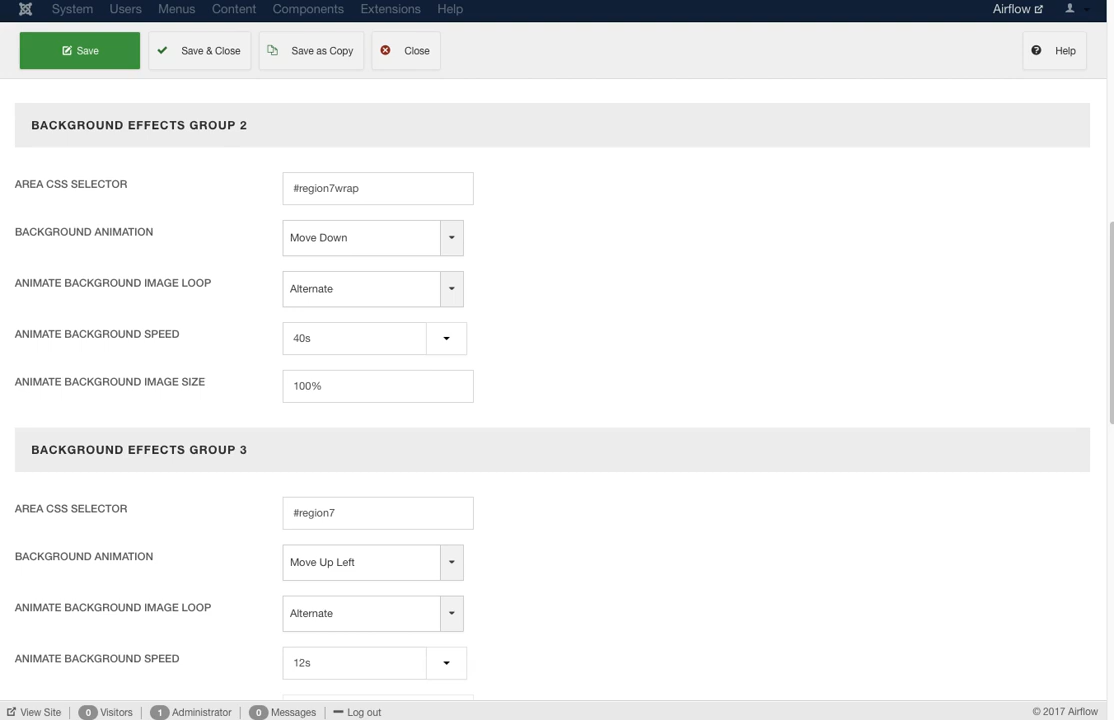 System Users Menus Content Components Extensions Help Airflow
Save Save & Close Save as Copy Close Help
BACKGROUND EFFECTS GROUP 2
AREA CSS SELECTOR #region7wrap
BACKGROUND ANIMATION Move Down
ANIMATE BACKGROUND IMAGE LOOP Alternate
ANIMATE BACKGROUND SPEED 40s
ANIMATE BACKGROUND IMAGE SIZE 100%
BACKGROUND EFFECTS GROUP 3
AREA CSS SELECTOR #region7
BACKGROUND ANIMATION Move Up Left
ANIMATE BACKGROUND IMAGE LOOP Alternate
ANIMATE BACKGROUND SPEED 12s
View Site 0 Visitors 1 Administrator 0 Messages Log out © 2017 Airflow